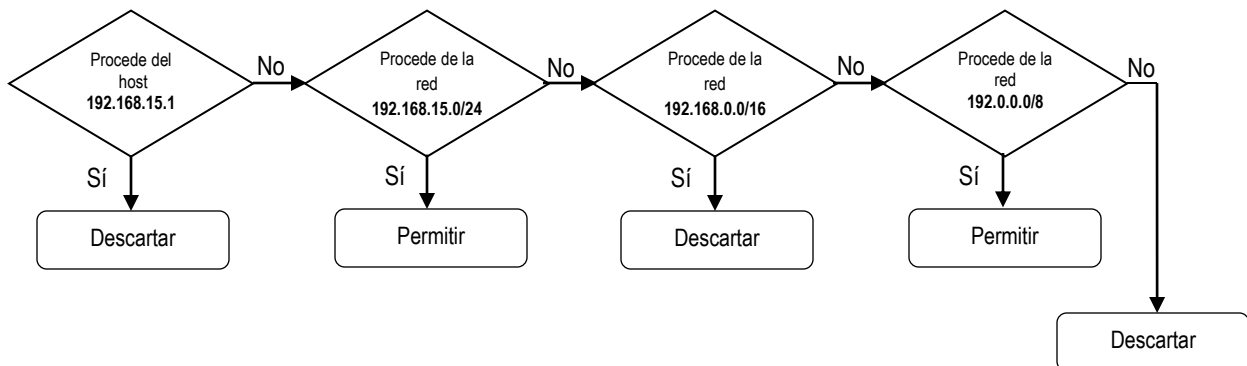 Procede del
host
192.168.15.1
No
Procede de la
red
192.168.15.0/24
No
Procede de la
red
192.168.0.0/16
No
Procede de la
red
192.0.0.0/8
No
Sí
Sí
Sí
Sí
Descartar
Permitir
Descartar
Permitir
Descartar